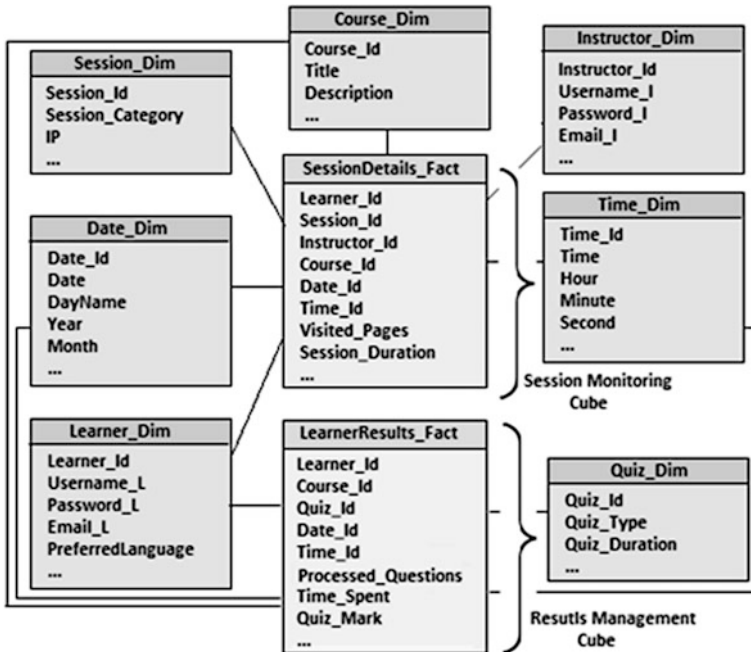 Course_Dim
Course_Id
Title
Description
...
Session_Dim
Session_Id
Session_Category
IP
...
Instructor_Dim
Instructor_Id
Username_I
Password_I
Email_I
...
SessionDetails_Fact
Learner_Id
Session_Id
Instructor_Id
Course_Id
Date_Id
Time_Id
Visited_Pages
Session_Duration
...
Date_Dim
Date_Id
Date
DayName
Year
Month
...
Time_Dim
Time_Id
Time
Hour
Minute
Second
...
Session Monitoring
Cube
Learner_Dim
Learner_Id
Username_L
Password_L
Email_L
PreferredLanguage
...
LearnerResults_Fact
Learner_Id
Course_Id
Quiz_Id
Date_Id
Time_Id
Processed_Questions
Time_Spent
Quiz_Mark
...
Quiz_Dim
Quiz_Id
Quiz_Type
Quiz_Duration
...
Resutls Management
Cube